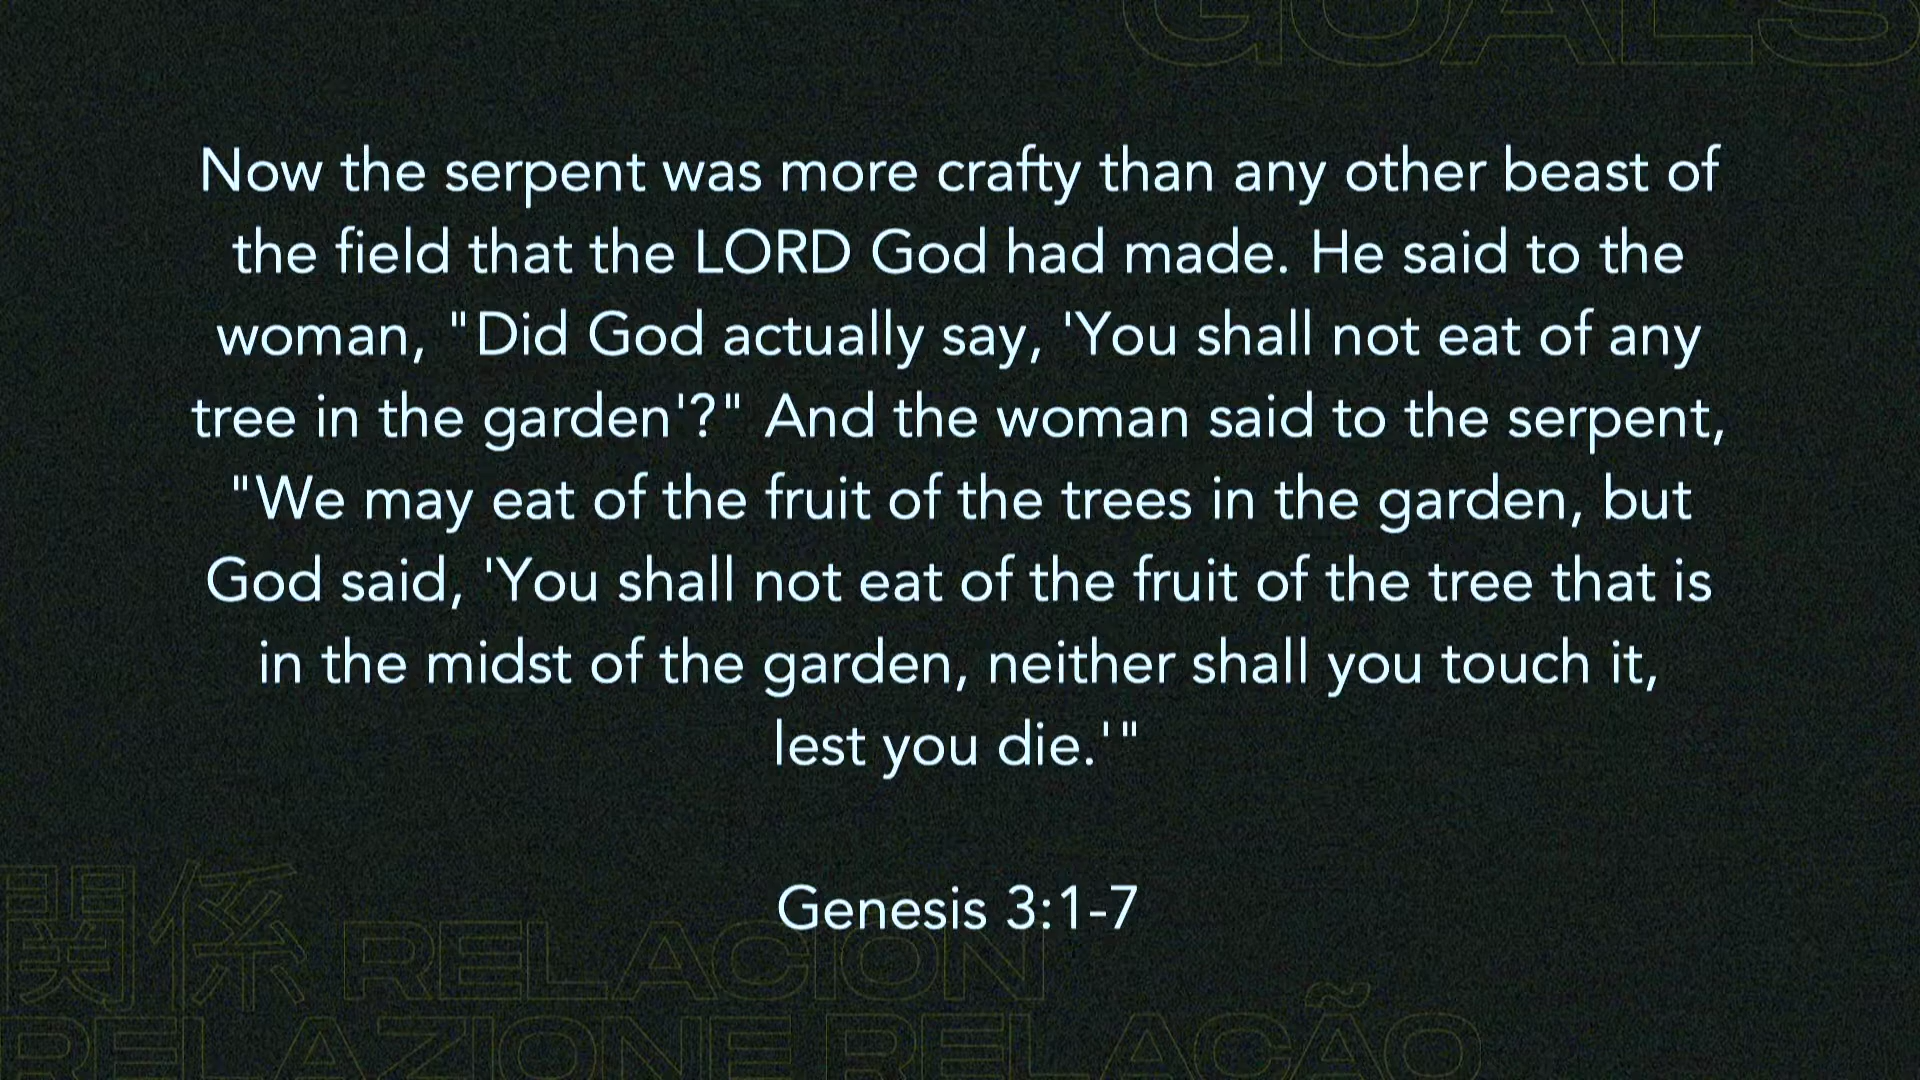 GOALS
Now the serpent was more crafty than any other beast of
the field that the LORD God had made. He said to the
woman, "Did God actually say, 'You shall not eat of any
tree in the garden'?" And the woman said to the serpent,
"We may eat of the fruit of the trees in the garden, but
God said, 'You shall not eat of the fruit of the tree that is
in the midst of the garden, neither shall you touch it,
lest you die.'"
Genesis 3:1-7
関係 RELACIÓN
RELAZIONE RELAÇÃO